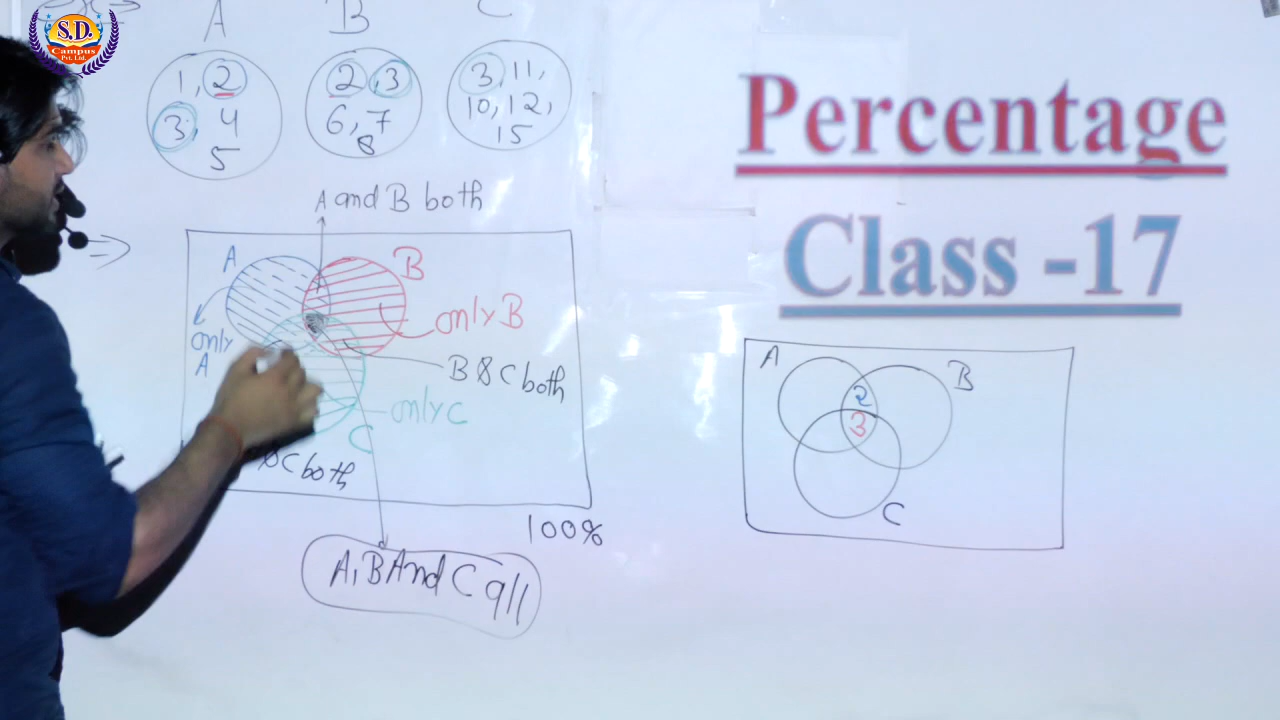 S.D.
Campus
Pvt. Ltd.
A B C
1, 2
3, 4
5
2, 3
6, 7
8
3, 11,
10, 12,
15
A and B both
A
B
only
A
only B
B & C both
only C
C
& C both
100%
A, B And C all
Percentage
Class -17
A
B
2
3
C